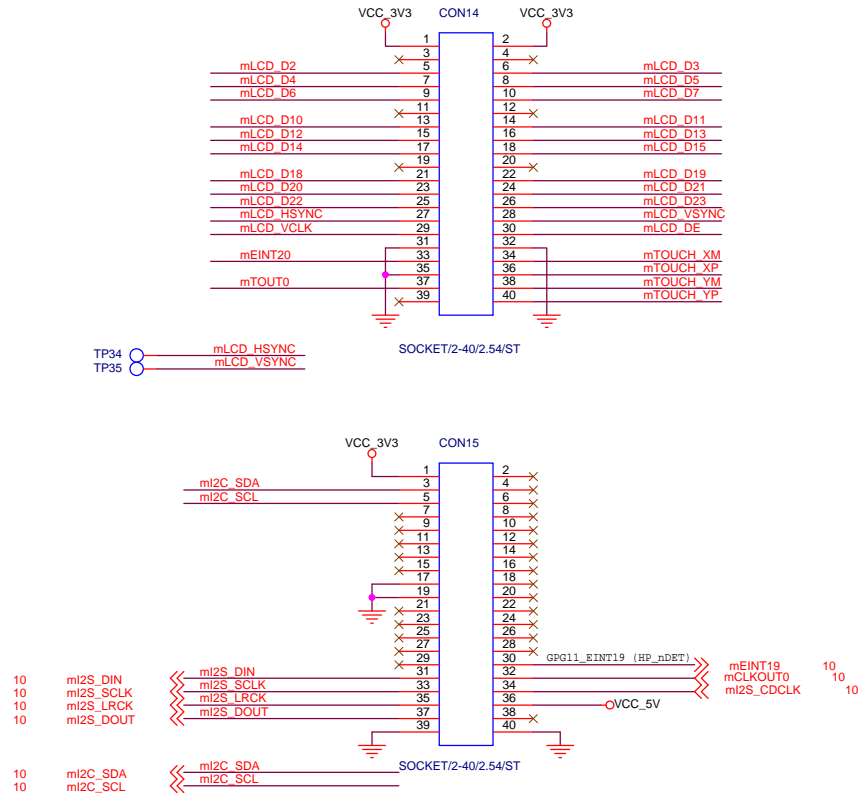 VCC_3V3 CON14 VCC_3V3
1 2
3 4
mLCD_D2 5 6 mLCD_D3
mLCD_D4 7 8 mLCD_D5
mLCD_D6 9 10 mLCD_D7
11 12
mLCD_D10 13 14 mLCD_D11
mLCD_D12 15 16 mLCD_D13
mLCD_D14 17 18 mLCD_D15
19 20
mLCD_D18 21 22 mLCD_D19
mLCD_D20 23 24 mLCD_D21
mLCD_D22 25 26 mLCD_D23
mLCD_HSYNC 27 28 mLCD_VSYNC
mLCD_VCLK 29 30 mLCD_DE
31 32
mEINT20 33 34 mTOUCH_XM
35 36 mTOUCH_XP
mTOUT0 37 38 mTOUCH_YM
39 40 mTOUCH_YP
SOCKET/2-40/2.54/ST
TP34 mLCD_HSYNC
TP35 mLCD_VSYNC
VCC_3V3 CON15
1 2
mI2C_SDA 3 4
mI2C_SCL 5 6
7 8
9 10
11 12
13 14
15 16
17 18
19 20
21 22
23 24
25 26
27 28
29 30 GPG11_EINT19 (HP_nDET) mEINT19 10
10 mI2S_DIN mI2S_DIN 31 32 mCLKOUT0 10
10 mI2S_SCLK mI2S_SCLK 33 34 mI2S_CDCLK 10
10 mI2S_LRCK mI2S_LRCK 35 36 VCC_5V
10 mI2S_DOUT mI2S_DOUT 37 38
39 40
SOCKET/2-40/2.54/ST
10 mI2C_SDA mI2C_SDA
10 mI2C_SCL mI2C_SCL